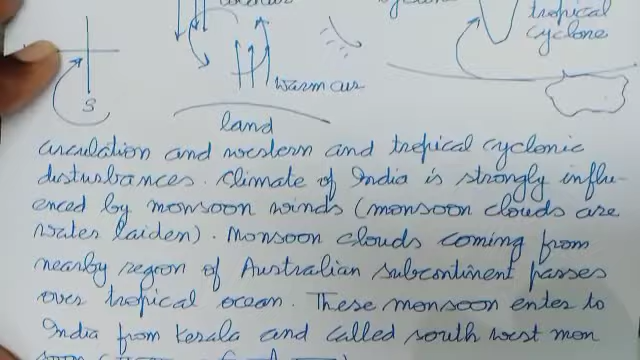 tropical
cyclone
warm air
S
land
circulation and western and tropical cyclonic
disturbances. Climate of India is strongly influ-
enced by monsoon winds (monsoon clouds are
water laiden). Monsoon clouds coming from
nearby region of Australian subcontinent passes
over tropical ocean. These monsoon enter to
India from Kerala and called south west mon